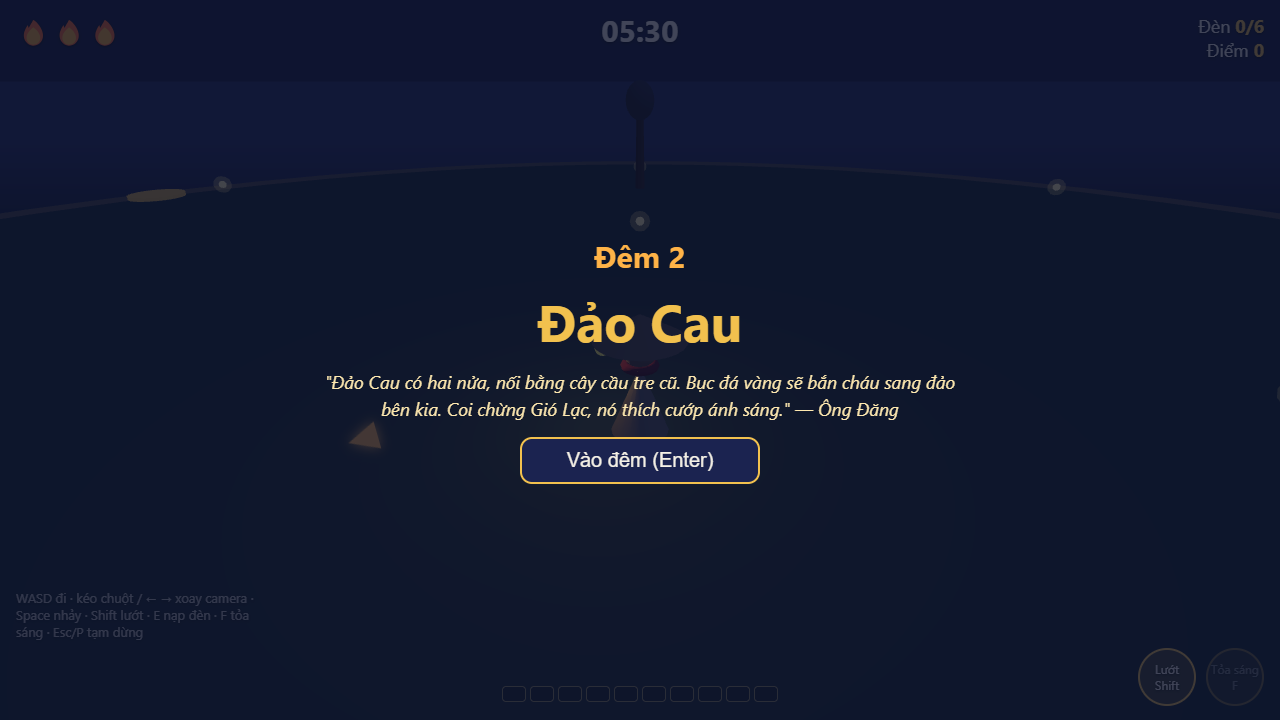 05:30
Đèn 0/6
Điểm 0
Đêm 2
Đảo Cau
"Đảo Cau có hai nửa, nối bằng cây cầu tre cũ. Bục đá vàng sẽ bắn cháu sang đảo
bên kia. Coi chừng Gió Lạc, nó thích cướp ánh sáng." — Ông Đăng
Vào đêm (Enter)
WASD đi · kéo chuột / ← → xoay camera ·
Space nhảy · Shift lướt · E nạp đèn · F tỏa
sáng · Esc/P tạm dừng
Lướt
Shift
Tỏa sáng
F